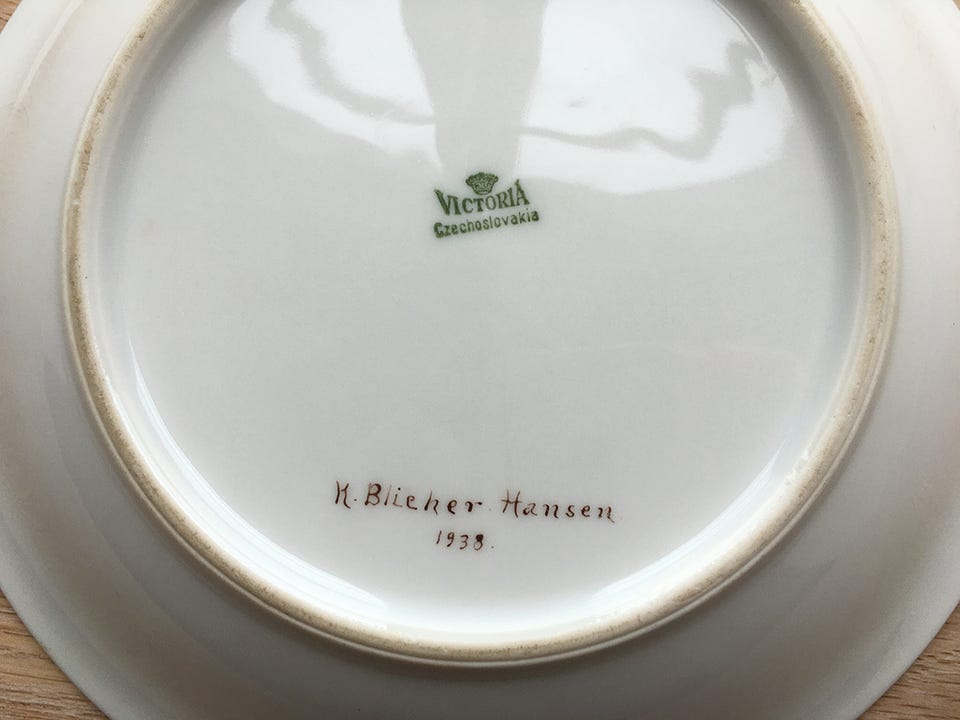 VICTORIA
Czechoslovakia
K. Blicher Hansen
1938.